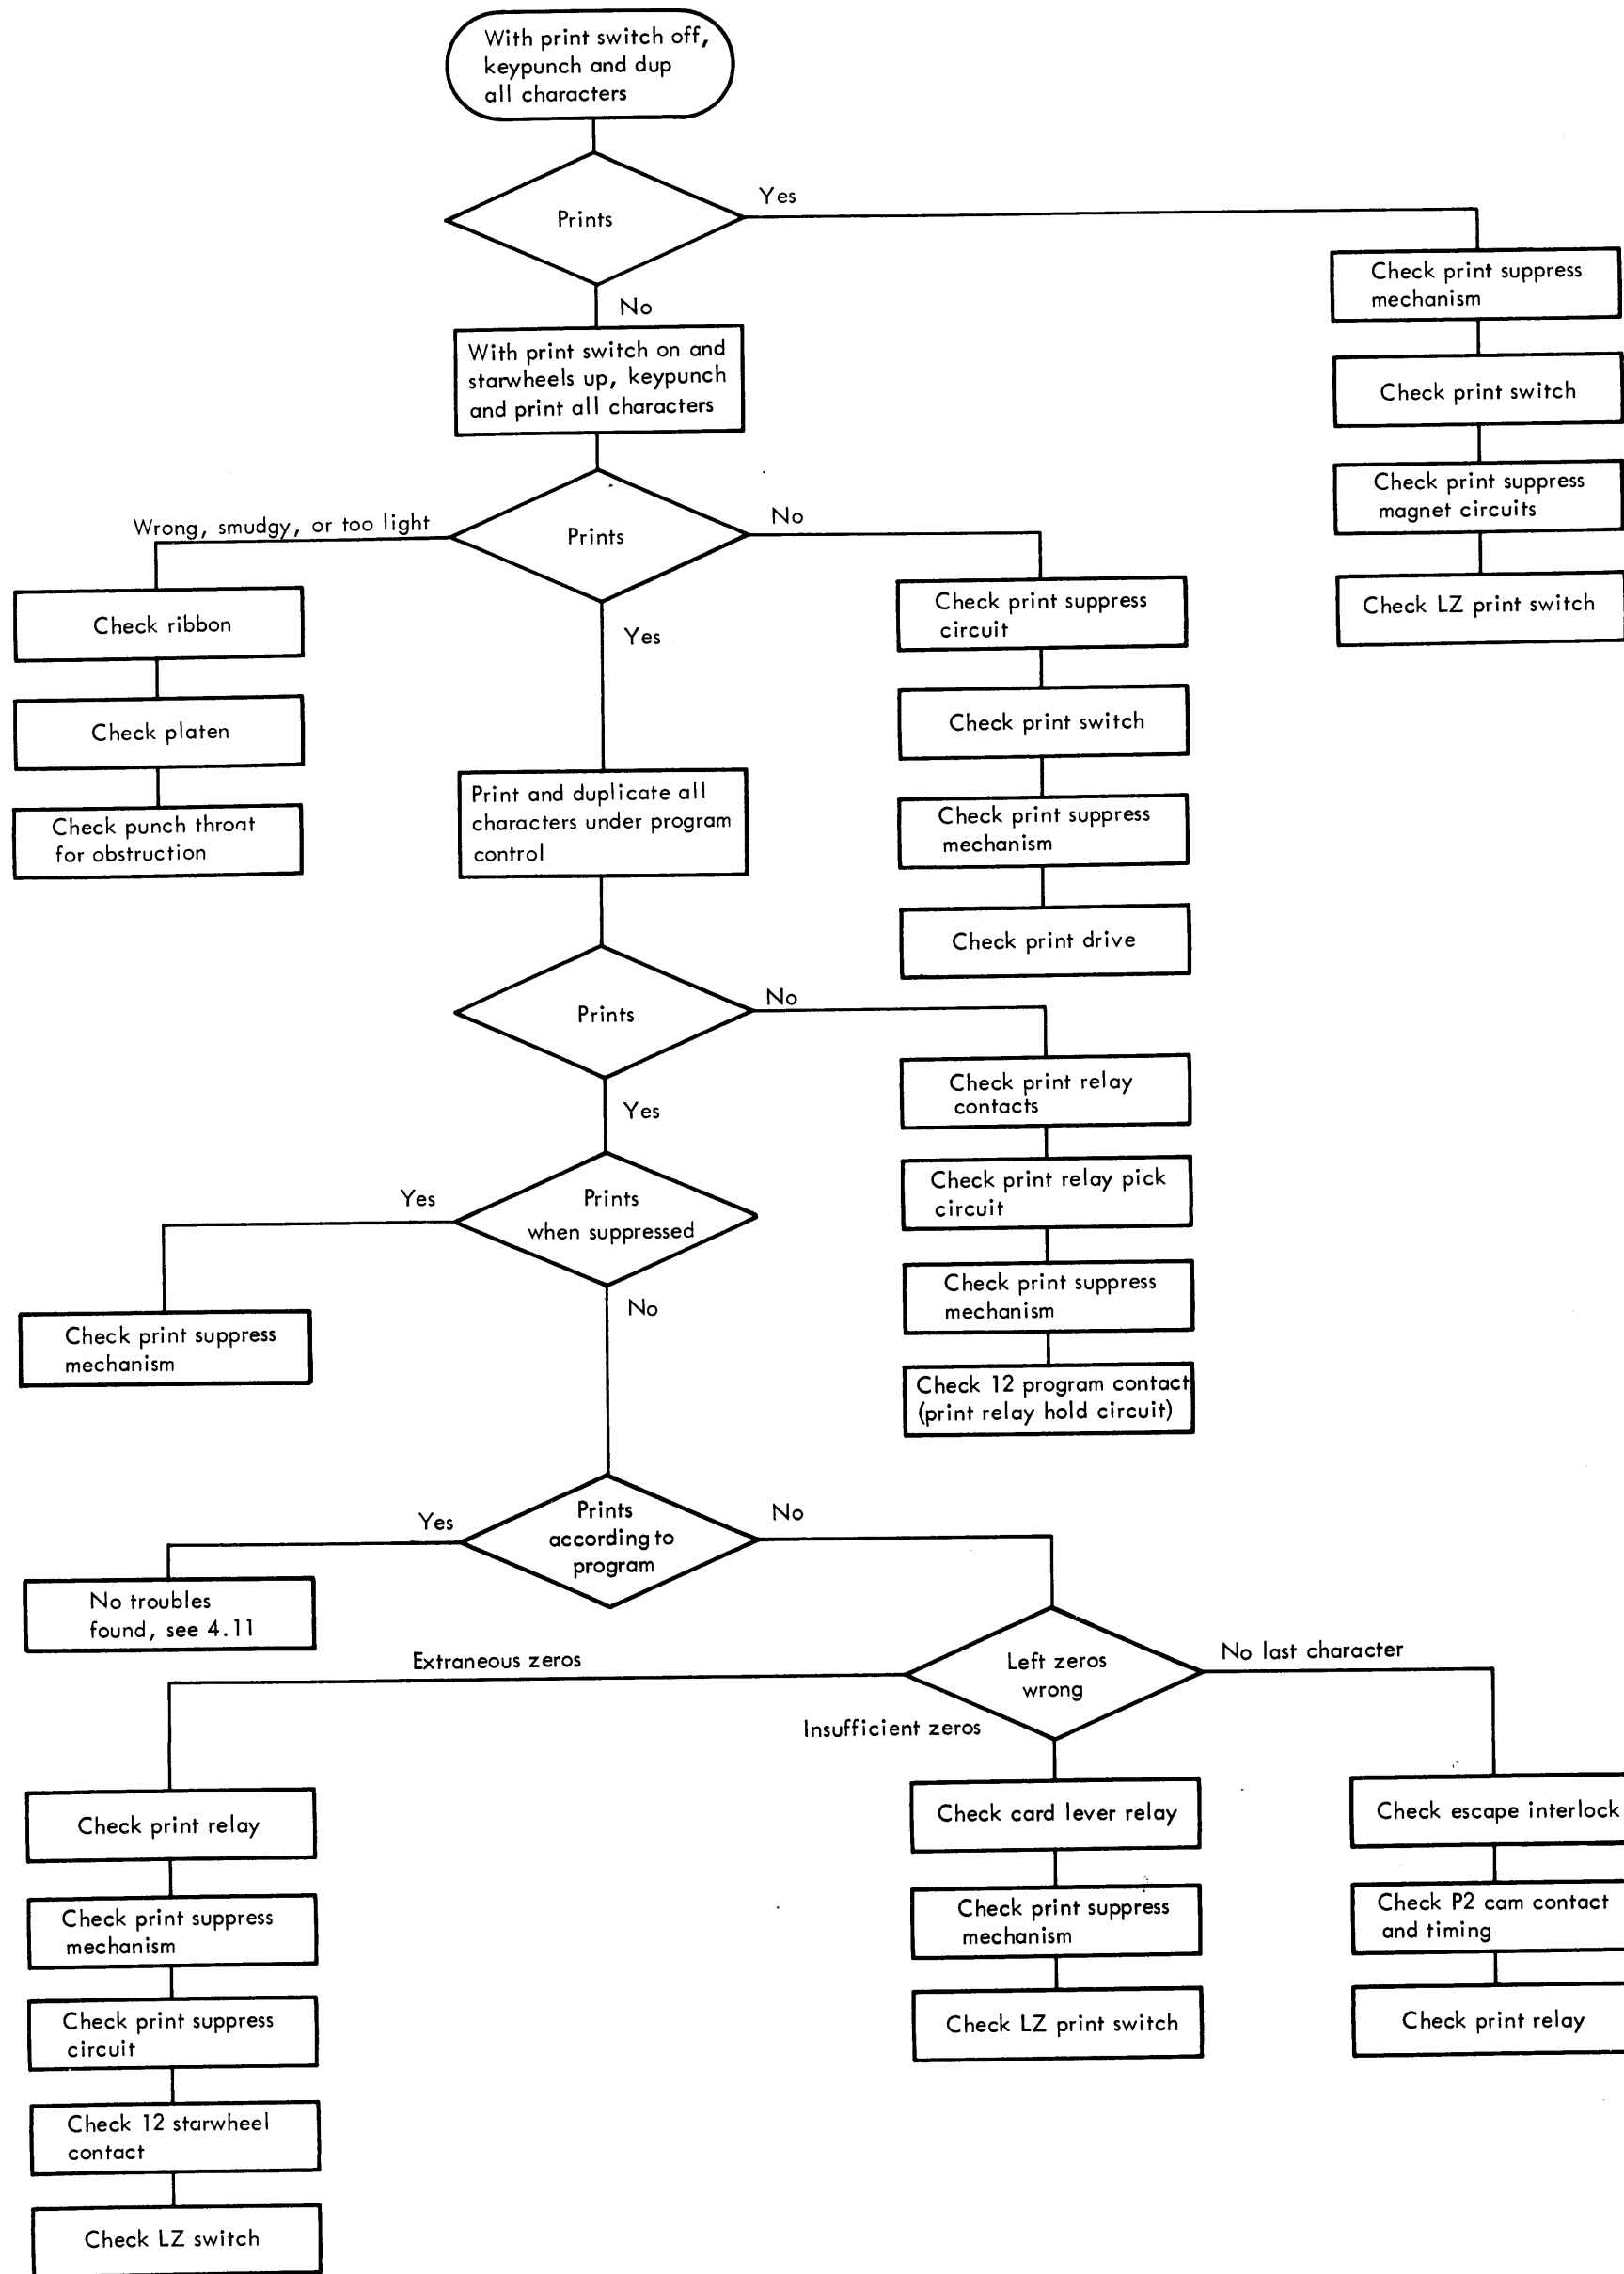 With print switch off,
keypunch and dup
all characters
Prints
Yes
No
Check print suppress
mechanism
Check print switch
Check print suppress
magnet circuits
Check LZ print switch
With print switch on and
starwheels up, keypunch
and print all characters
Prints
Wrong, smudgy, or too light
No
Yes
Check ribbon
Check platen
Check punch throat
for obstruction
Check print suppress
circuit
Check print switch
Check print suppress
mechanism
Check print drive
Print and duplicate all
characters under program
control
Prints
No
Yes
Check print relay
contacts
Check print relay pick
circuit
Check print suppress
mechanism
Check 12 program contact
(print relay hold circuit)
Prints
when suppressed
Yes
No
Check print suppress
mechanism
Prints
according to
program
Yes
No
No troubles
found, see 4.11
Left zeros
wrong
Extraneous zeros
Insufficient zeros
No last character
Check print relay
Check print suppress
mechanism
Check print suppress
circuit
Check 12 starwheel
contact
Check LZ switch
Check card lever relay
Check print suppress
mechanism
Check LZ print switch
Check escape interlock
Check P2 cam contact
and timing
Check print relay